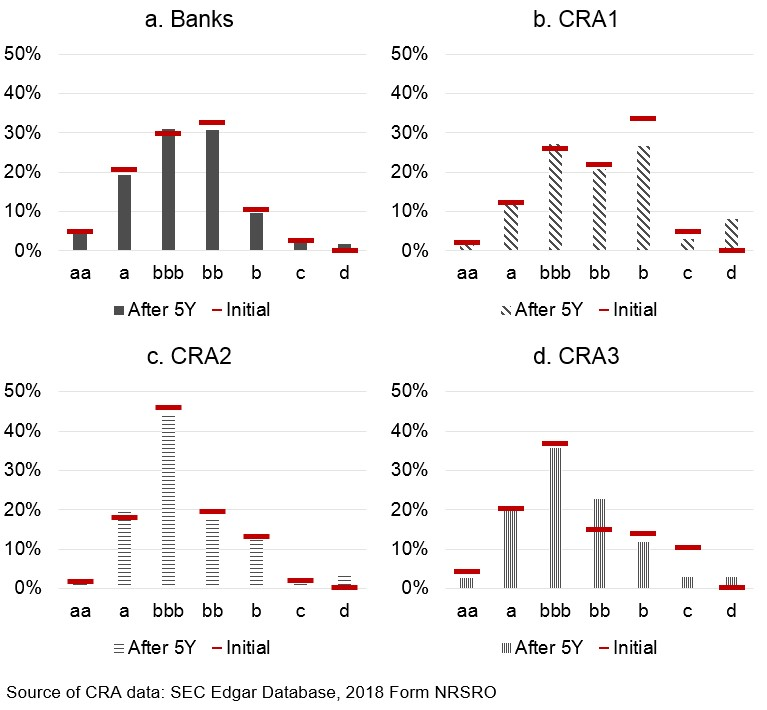 a. Banks
50%
40%
30%
20%
10%
0%
aa a bbb bb b c d
After 5Y Initial
b. CRA1
50%
40%
30%
20%
10%
0%
aa a bbb bb b c d
After 5Y Initial
c. CRA2
50%
40%
30%
20%
10%
0%
aa a bbb bb b c d
After 5Y Initial
d. CRA3
50%
40%
30%
20%
10%
0%
aa a bbb bb b c d
After 5Y Initial
Source of CRA data: SEC Edgar Database, 2018 Form NRSRO